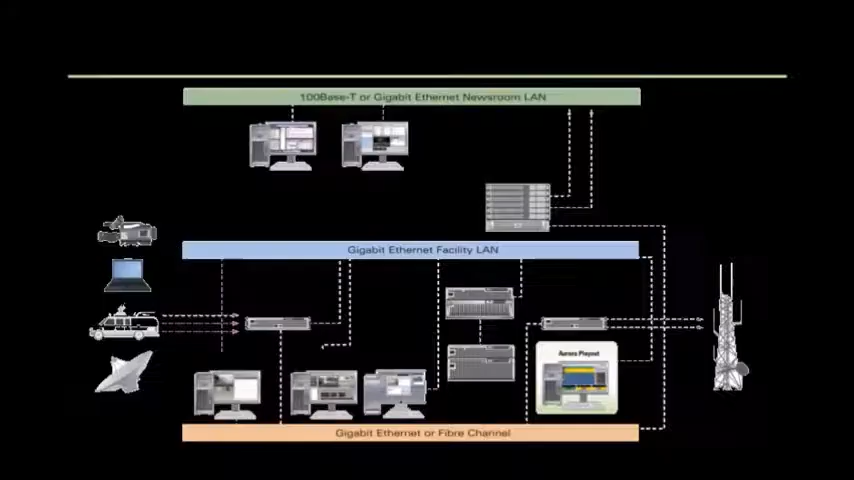 100Base-T or Gigabit Ethernet Newsroom LAN
Gigabit Ethernet Facility LAN
Aurora Playout
Gigabit Ethernet or Fibre Channel